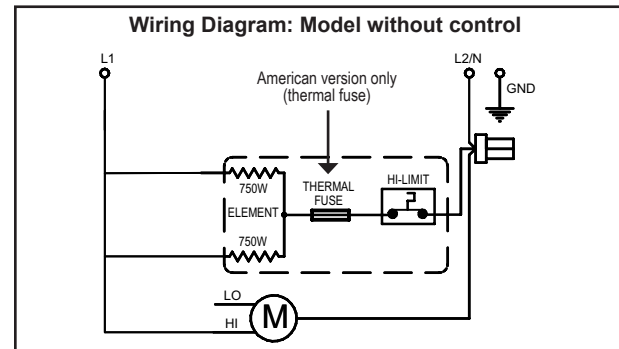 Wiring Diagram: Model without control
L1
L2/N
GND
American version only
(thermal fuse)
750W
THERMAL
FUSE
HI-LIMIT
ELEMENT
750W
LO
HI
M